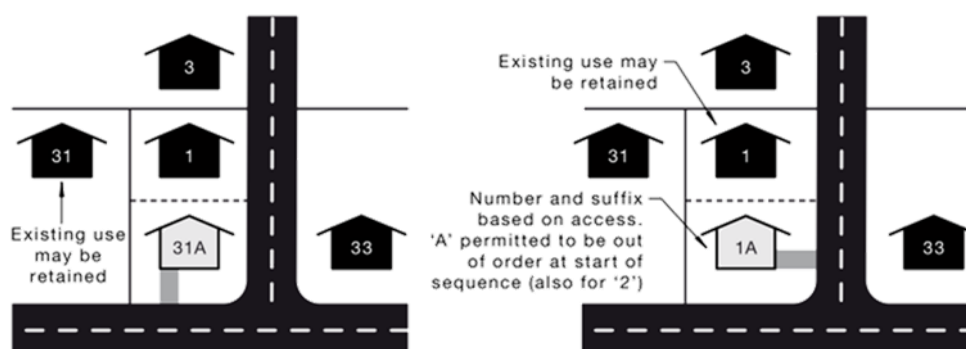 3
31
1
Existing use
may be
retained
31A
33
Existing use may
be retained
3
31
1
Number and suffix
based on access.
‘A’ permitted to be out
of order at start of
sequence (also for ‘2’)
1A
33